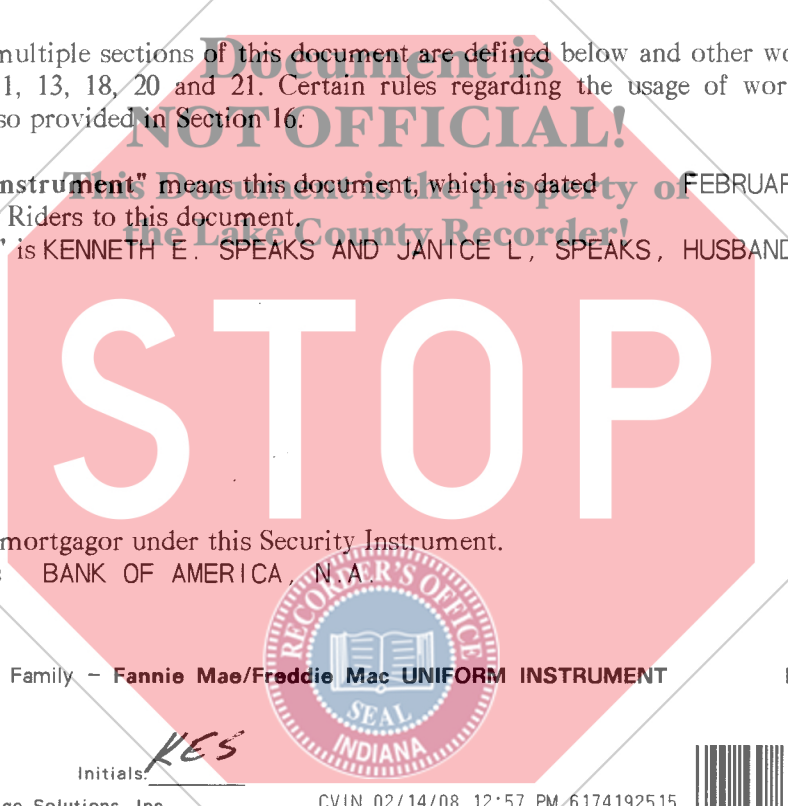 Document is
multiple sections of this document are defined below and other wo
1, 13, 18, 20 and 21. Certain rules regarding the usage of wor
so provided in Section 16.
NOT OFFICIAL!
nstrument" means this document, which is dated FEBRUAR
This Document is the property of
Riders to this document.
the Lake County Recorder!
" is KENNETH E. SPEAKS AND JANICE L, SPEAKS, HUSBAND
STOP
mortgagor under this Security Instrument.
BANK OF AMERICA, N.A.
RECORDER'S OFFICE
SEAL
INDIANA
Family – Fannie Mae/Freddie Mac UNIFORM INSTRUMENT
Initials: KES
ge Solutions, Inc.
CVIN 02/14/08 12:57 PM 6174192515